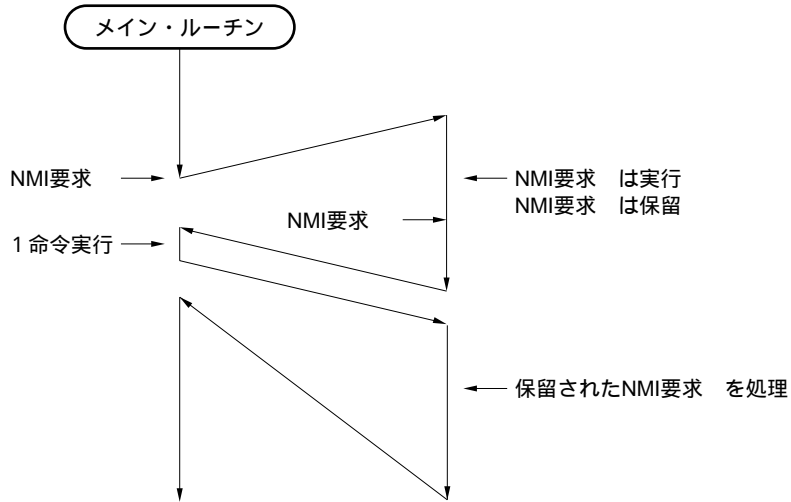 メイン・ルーチン
NMI要求
NMI要求 は実行
NMI要求 は保留
NMI要求
1命令実行
保留されたNMI要求 を処理